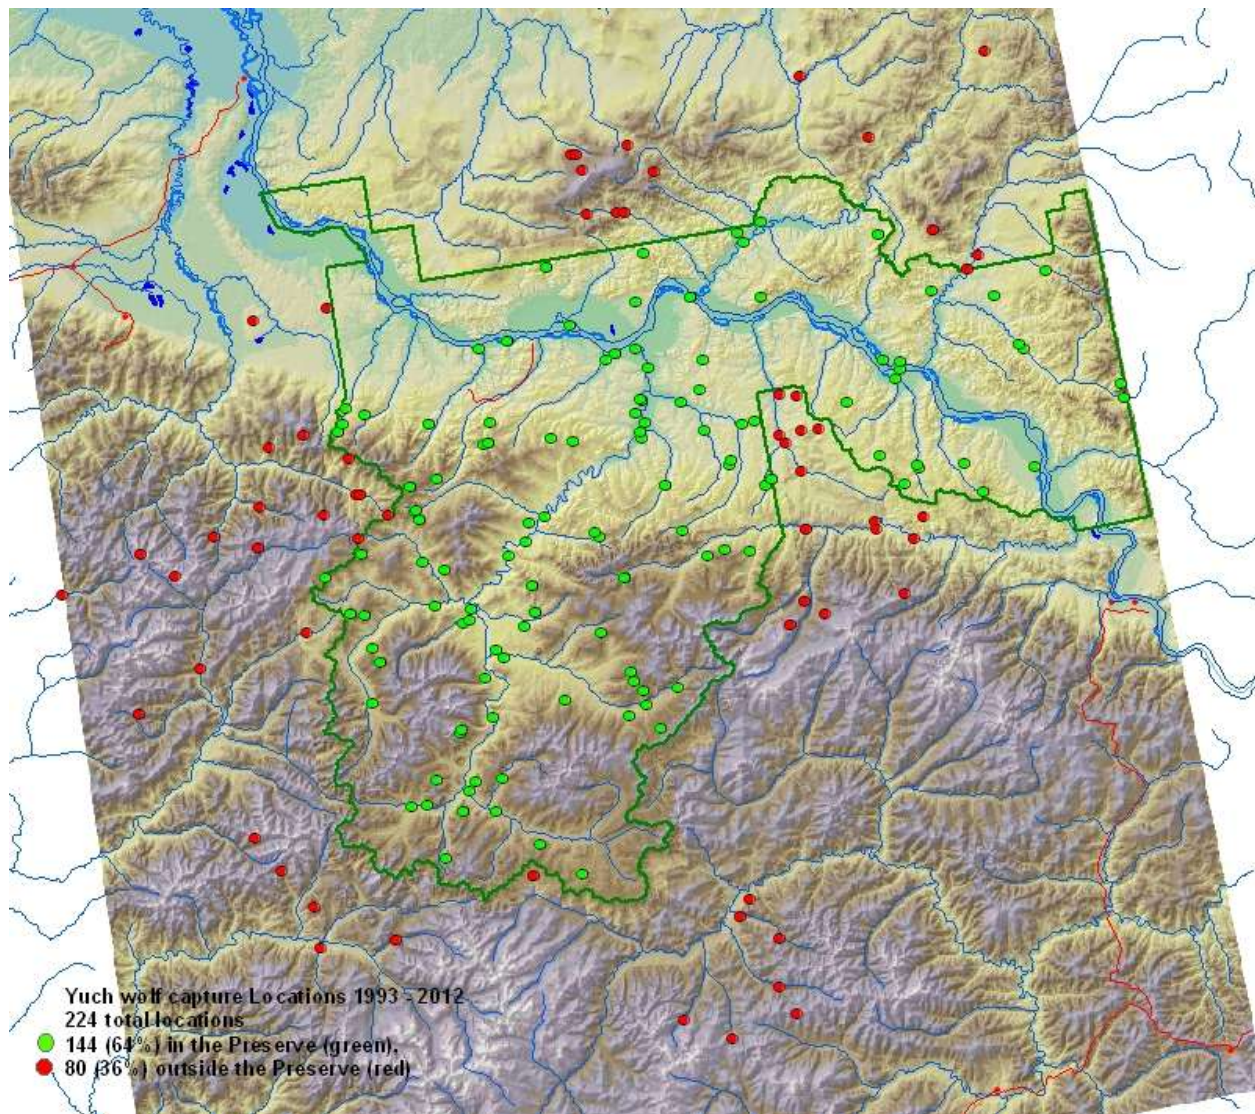 Yuch wolf capture Locations 1993 - 2012
224 total locations
144 (64%) in the Preserve (green),
80 (36%) outside the Preserve (red)